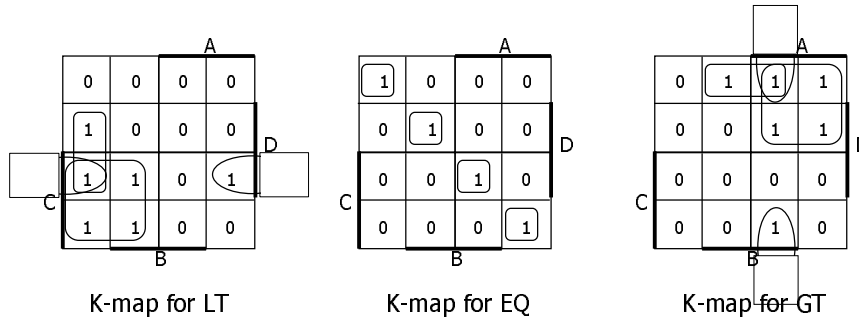 A A A
0 0 0 0 1 0 0 0 0 1 1 1
1 0 0 0 0 1 0 0 0 0 1 1
D D
1 1 0 1 0 0 1 0 0 0 0 0
C C C
1 1 0 0 0 0 0 1 0 0 1 0
B B B
K-map for LT K-map for EQ K-map for GT